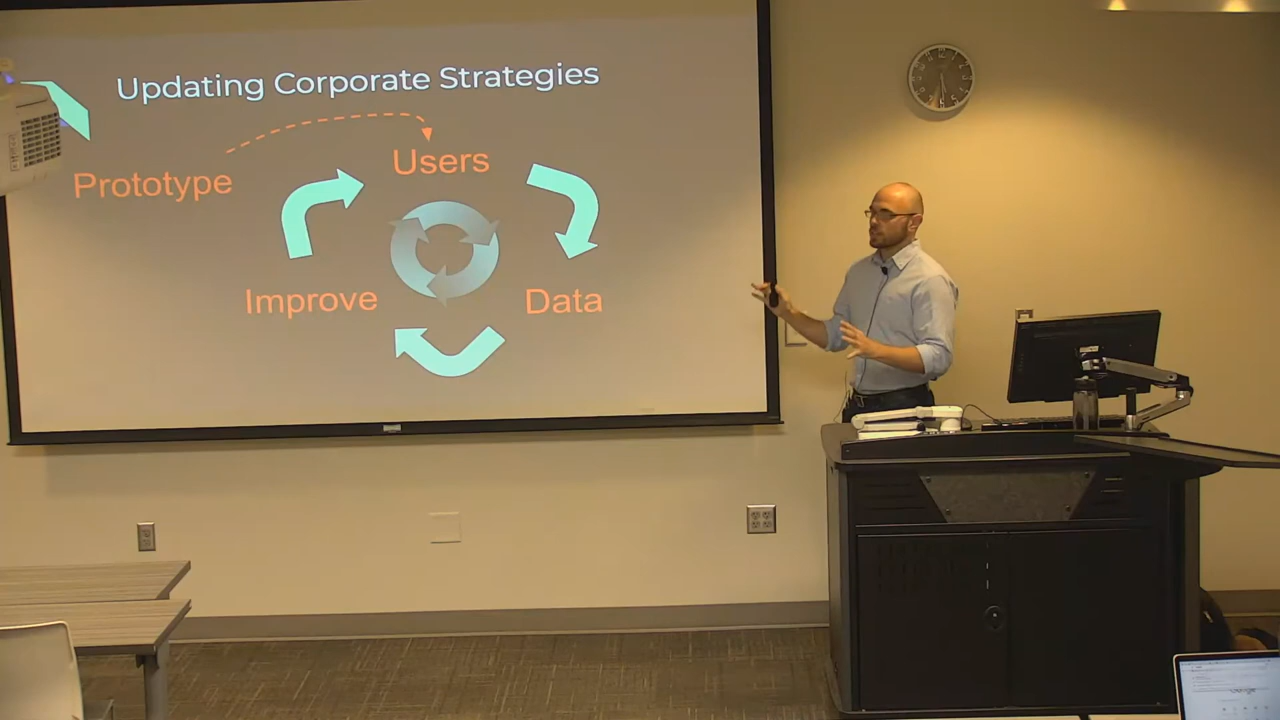 Updating Corporate Strategies
Prototype
Users
Improve
Data